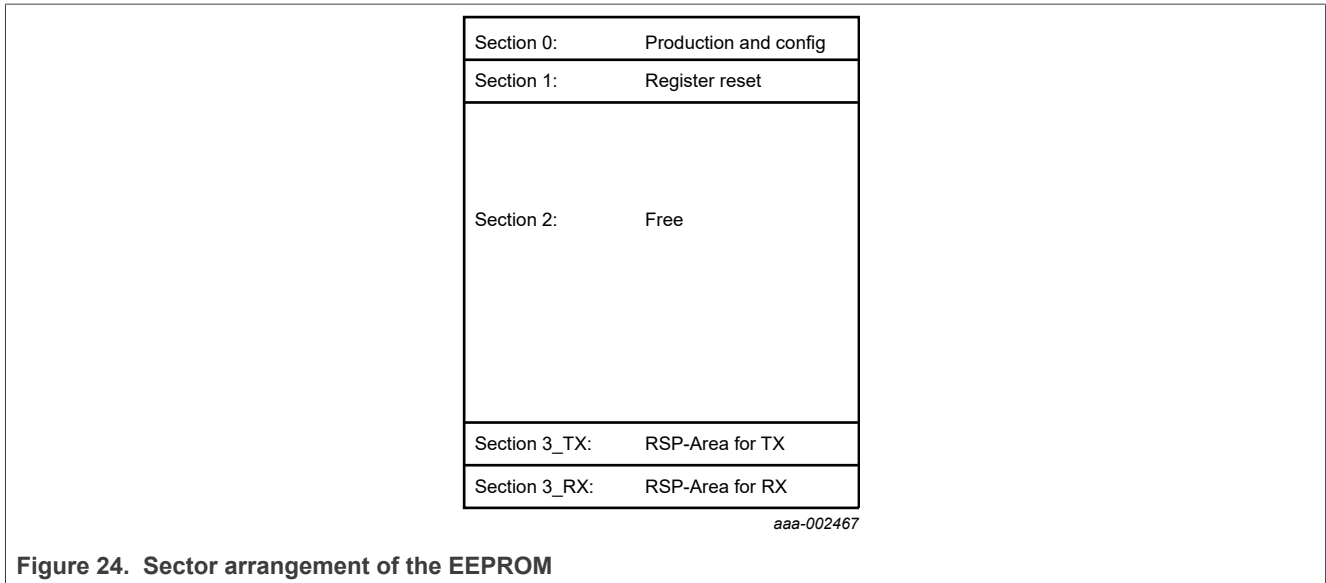 Section 0: Production and config
Section 1: Register reset
Section 2: Free
Section 3_TX: RSP-Area for TX
Section 3_RX: RSP-Area for RX
aaa-002467
Figure 24. Sector arrangement of the EEPROM